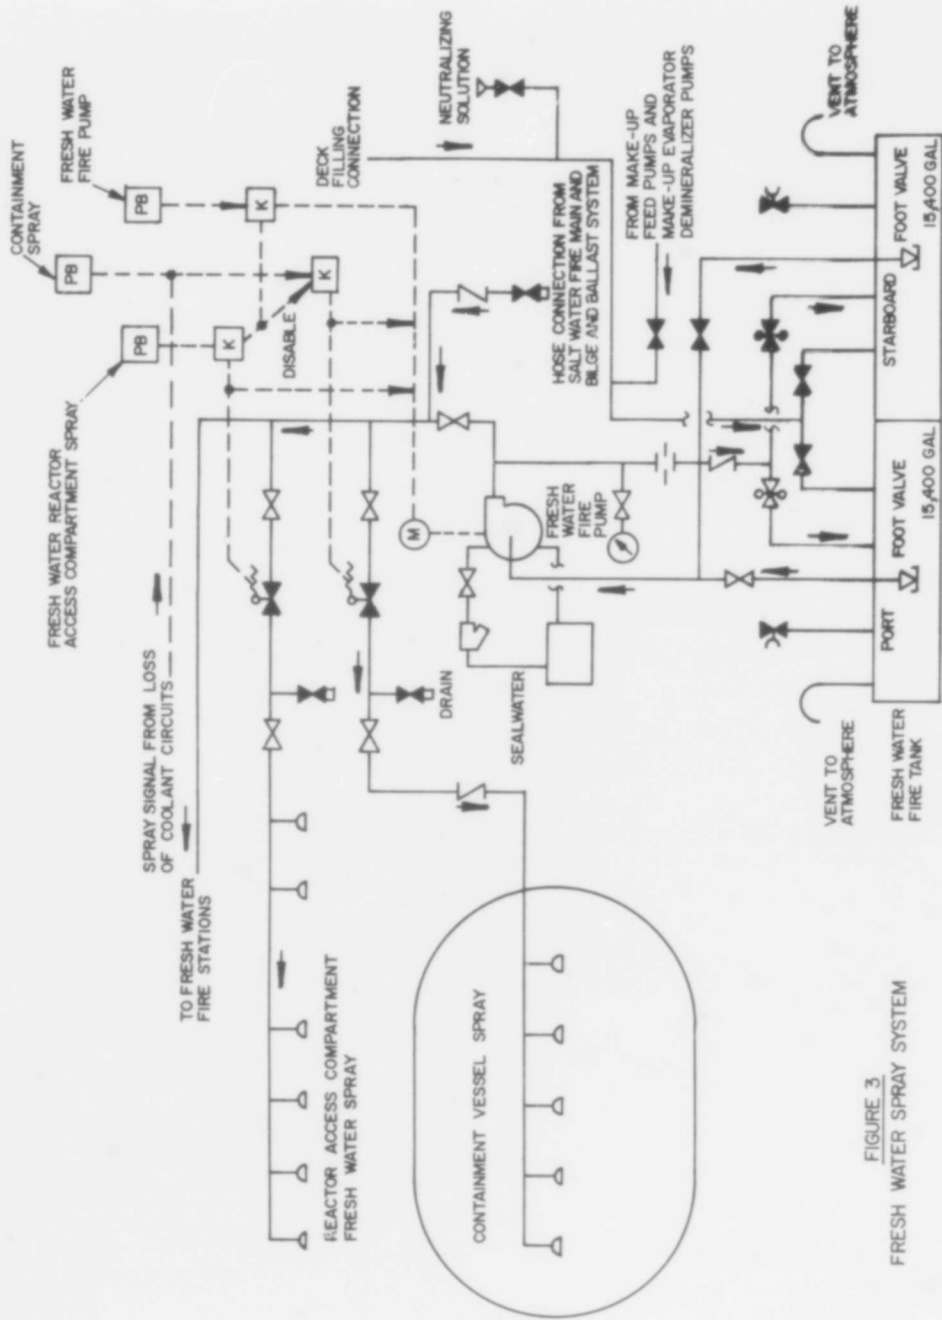 CONTAINMENT
SPRAY
FRESH WATER
FIRE PUMP
PB
PB
PB
K
K
K
FRESH WATER REACTOR
ACCESS COMPARTMENT SPRAY
DISABLE
SPRAY SIGNAL FROM LOSS
OF COOLANT CIRCUITS
DECK
FILLING
CONNECTION
NEUTRALIZING
SOLUTION
TO FRESH WATER
FIRE STATIONS
HOSE CONNECTION FROM
SALT WATER FIRE MAIN AND
BILGE AND BALLAST SYSTEM
FROM MAKE-UP
FEED PUMPS AND
MAKE-UP EVAPORATOR
DEMINERALIZER PUMPS
M
FRESH
WATER
FIRE
PUMP
DRAIN
SEALWATER
REACTOR ACCESS COMPARTMENT
FRESH WATER SPRAY
CONTAINMENT VESSEL SPRAY
VENT TO
ATMOSPHERE
VENT TO
ATMOSPHERE
PORT
FOOT VALVE
15,400 GAL
STARBOARD
FOOT VALVE
15,400 GAL
FRESH WATER
FIRE TANK
FIGURE 3
FRESH WATER SPRAY SYSTEM